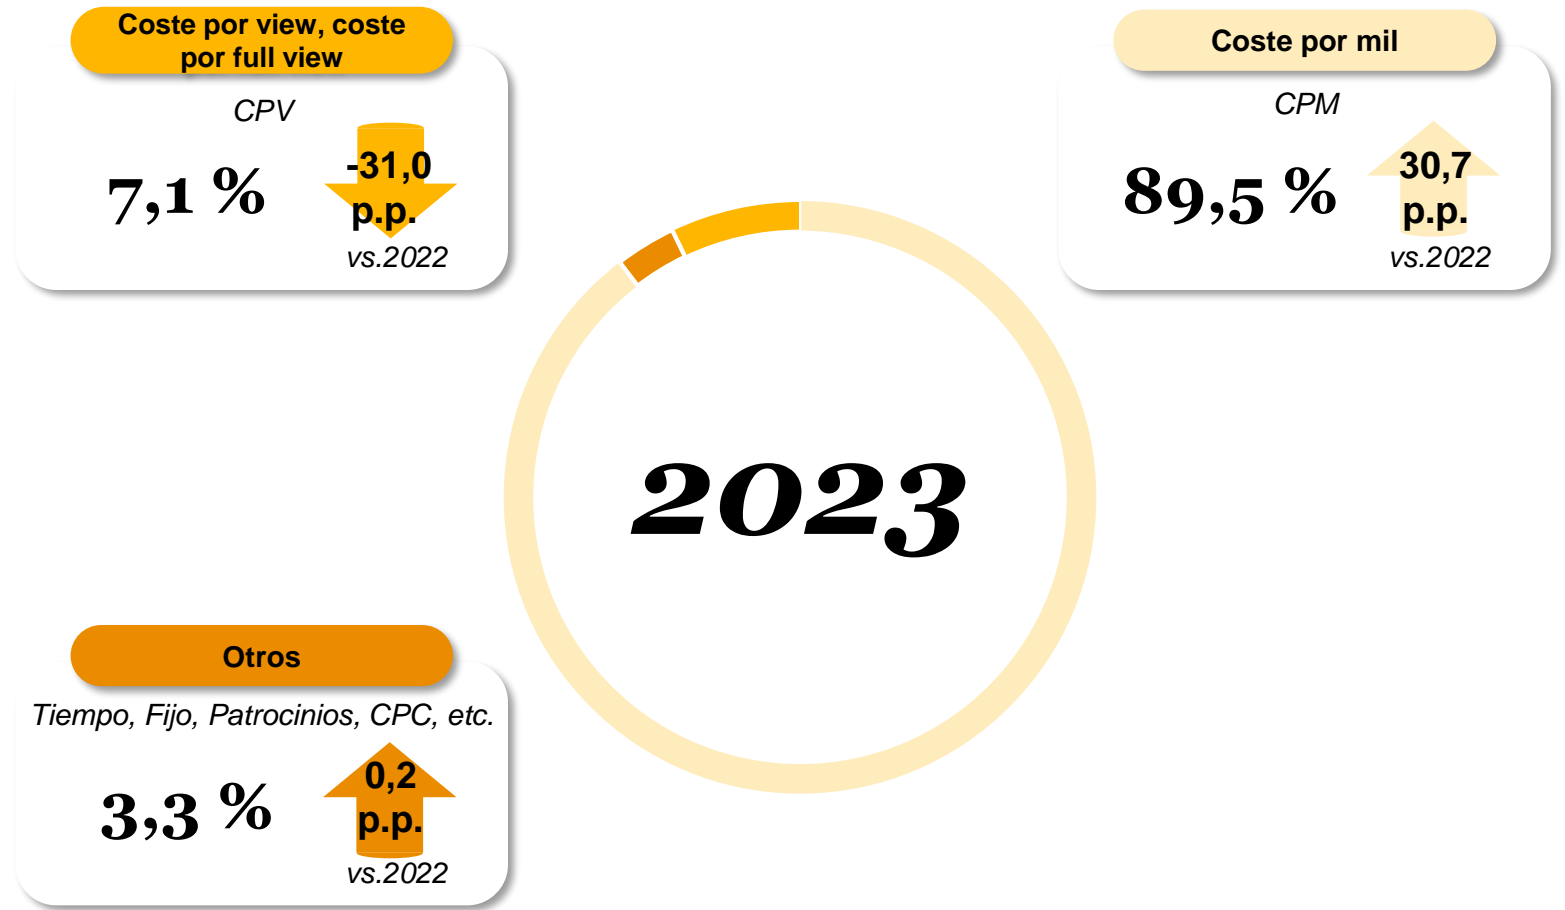 Coste por view, coste
por full view
CPV
7,1 %
-31,0
p.p.
vs.2022
Coste por mil
CPM
89,5 %
30,7
p.p.
vs.2022
2023
Otros
Tiempo, Fijo, Patrocinios, CPC, etc.
3,3 %
0,2
p.p.
vs.2022